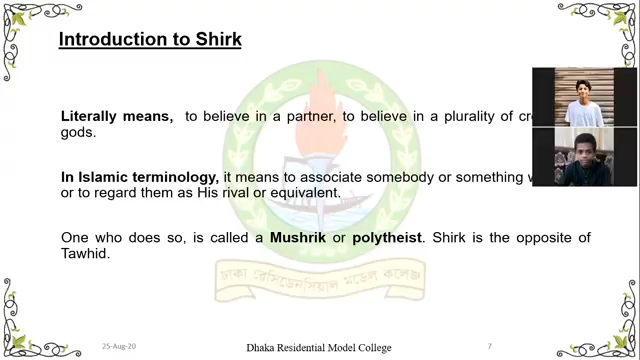 Introduction to Shirk
Literally means, to believe in a partner, to believe in a plurality of
gods.
In Islamic terminology, it means to associate somebody or something
or to regard them as His rival or equivalent.
One who does so, is called a Mushrik or polytheist. Shirk is the opposite of
Tawhid.
ঢাকা রেসিডেনসিয়াল মডেল কলেজ
25-Aug-20
Dhaka Residential Model College
7